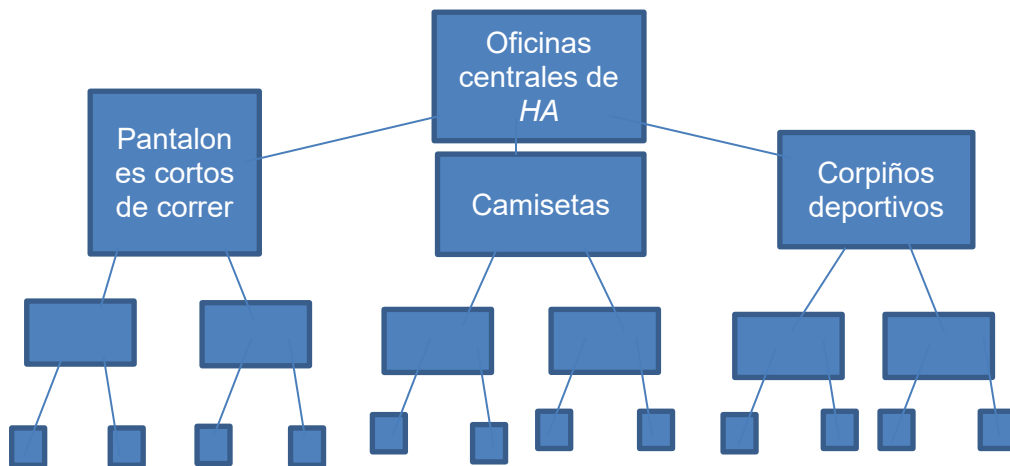 Oficinas
centrales de
HA
Pantalon
es cortos
de correr
Camisetas
Corpiños
deportivos